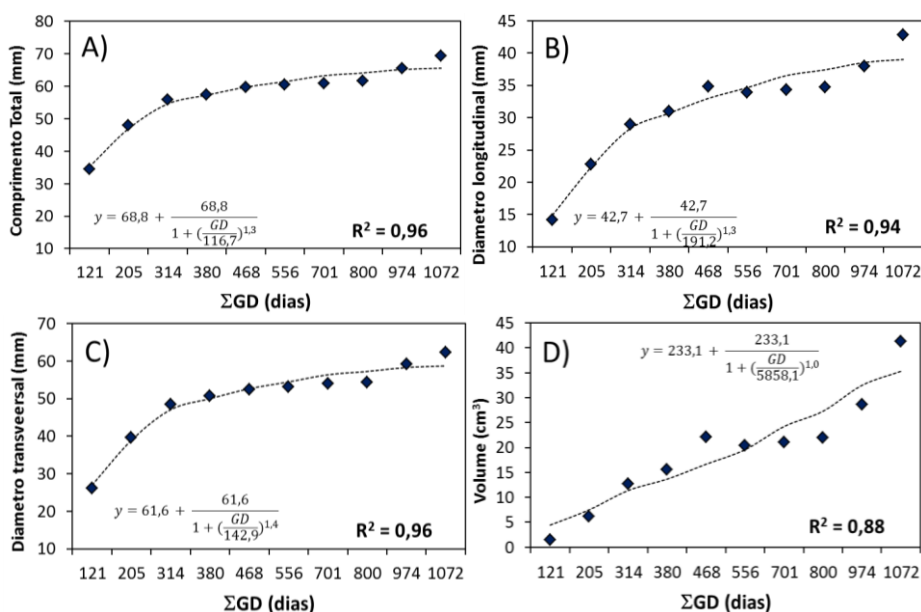 A)
Comprimento Total (mm)
80
70
60
50
40
30
20
10
y = 68,8 + 68,8 / 1 + (GD / 116,7)^1,3
R² = 0,96
121 205 314 380 468 556 701 800 974 1072
ΣGD (dias)
B)
Diametro longitudinal (mm)
45
40
35
30
25
20
15
10
y = 42,7 + 42,7 / 1 + (GD / 191,2)^1,3
R² = 0,94
121 205 314 380 468 556 701 800 974 1072
ΣGD (dias)
C)
Diametro transveersal (mm)
70
60
50
40
30
20
10
y = 61,6 + 61,6 / 1 + (GD / 142,9)^1,4
R² = 0,96
121 205 314 380 468 556 701 800 974 1072
ΣGD (dias)
D)
Volume (cm³)
45
40
35
30
25
20
15
10
5
0
y = 233,1 + 233,1 / 1 + (GD / 5858,1)^1,0
R² = 0,88
121 205 314 380 468 556 701 800 974 1072
ΣGD (dias)